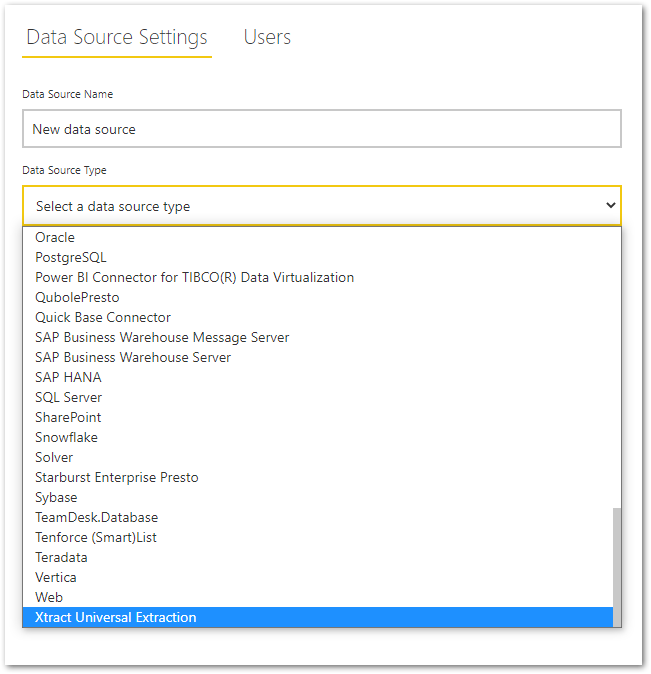 Data Source Settings Users
Data Source Name
New data source
Data Source Type
Select a data source type
Oracle
PostgreSQL
Power BI Connector for TIBCO(R) Data Virtualization
QubolePresto
Quick Base Connector
SAP Business Warehouse Message Server
SAP Business Warehouse Server
SAP HANA
SQL Server
SharePoint
Snowflake
Solver
Starburst Enterprise Presto
Sybase
TeamDesk.Database
Tenforce (Smart)List
Teradata
Vertica
Web
Xtract Universal Extraction